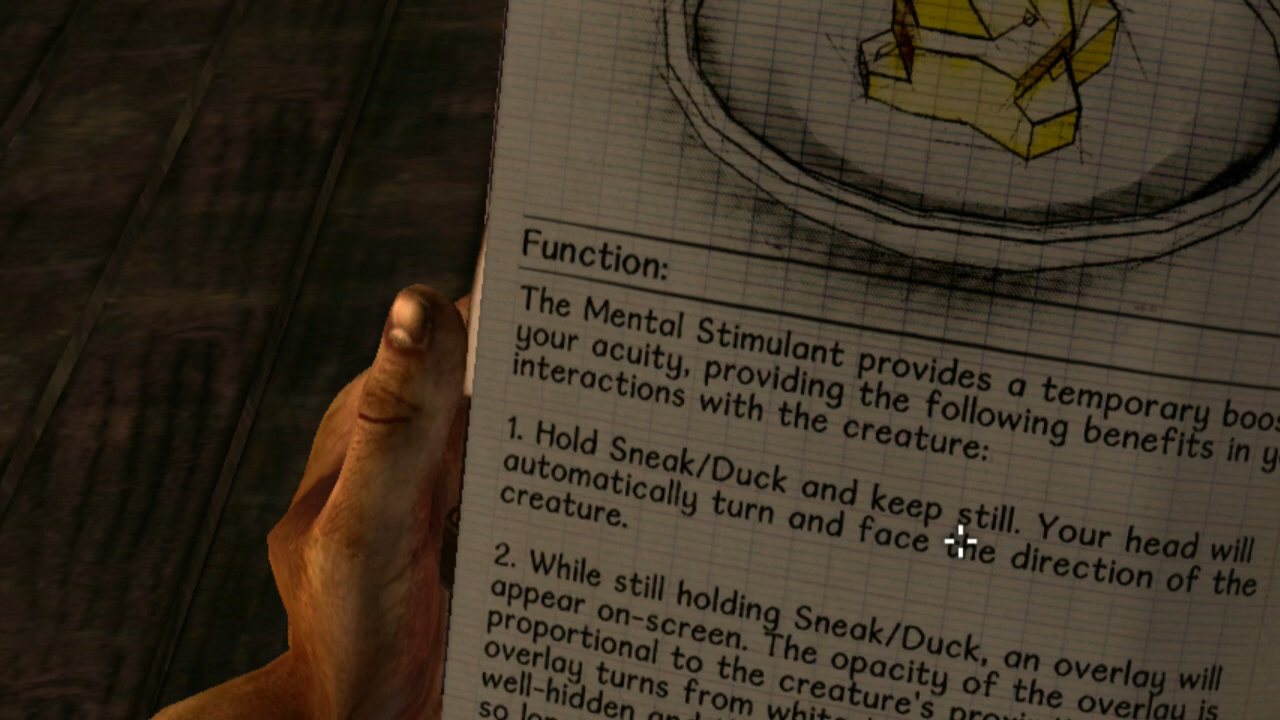 Function:
The Mental Stimulant provides a temporary
your acuity, providing the following benefits in
interactions with the creature:
1. Hold Sneak/Duck and keep still. Your head will
automatically turn and face the direction of the
creature.
2. While still holding Sneak/Duck, an overlay will
appear on-screen. The opacity of the overlay is
proportional to the creature's
overlay turns from
well-hidden and
so